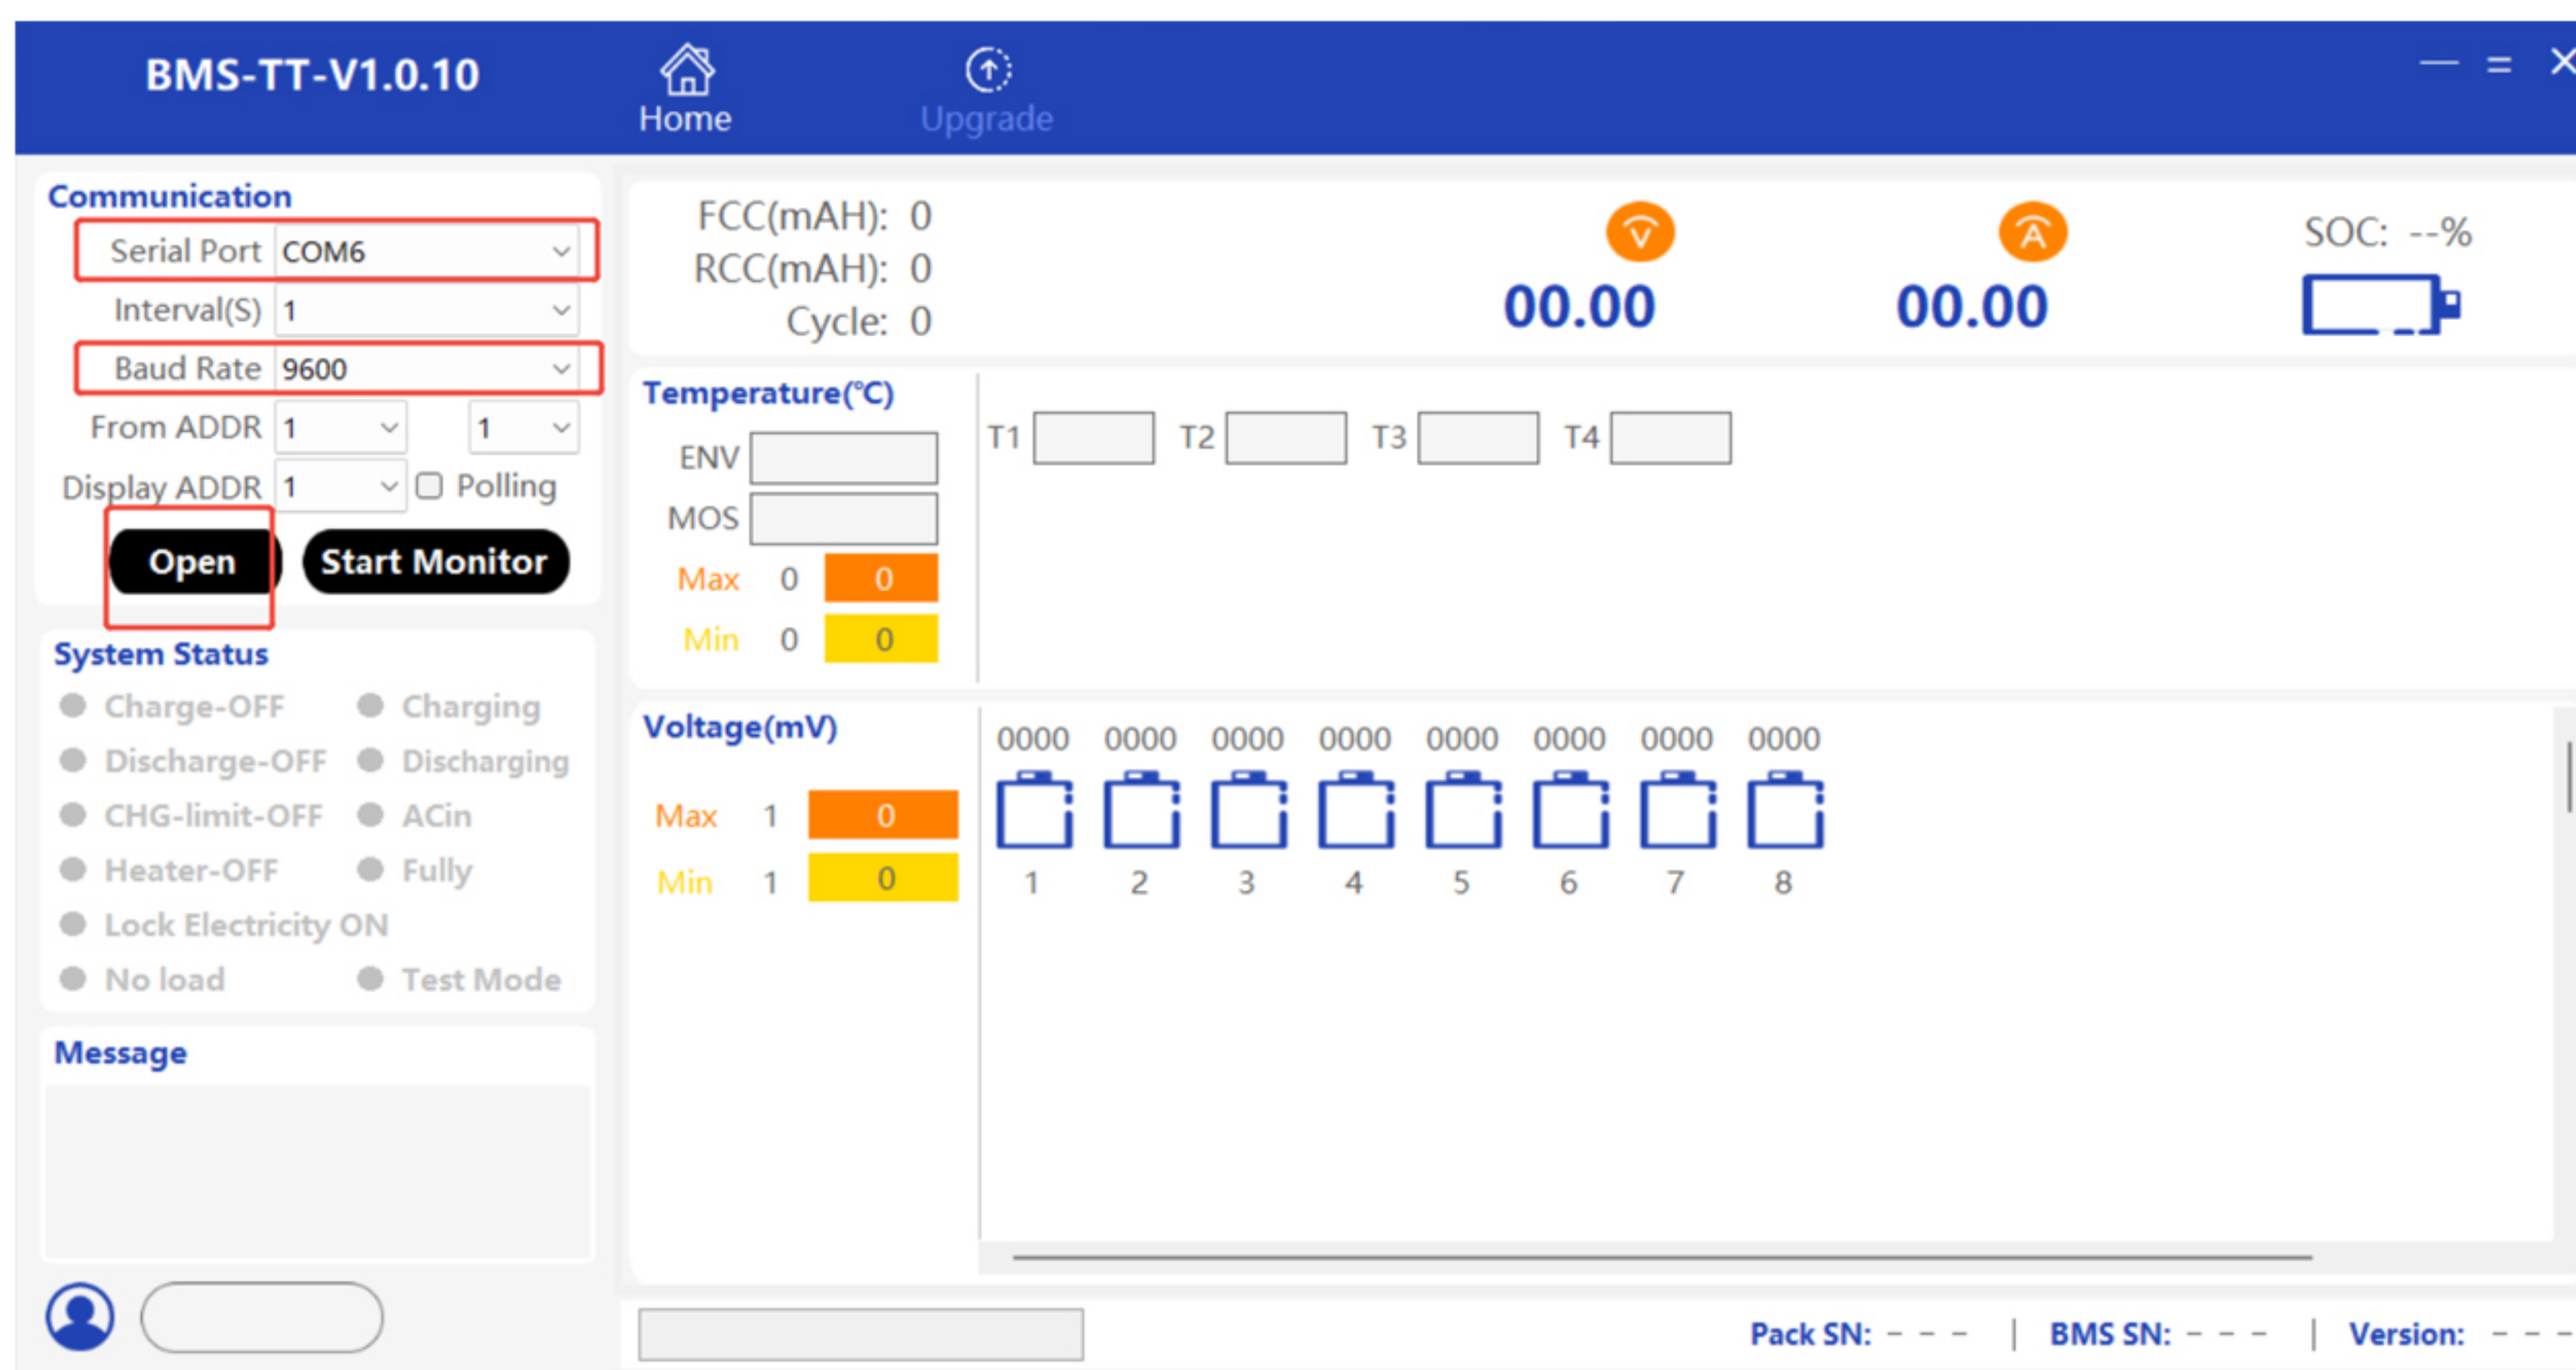 BMS-TT-V1.0.10
Home
Upgrade
Communication
Serial Port COM6
Interval(S) 1
Baud Rate 9600
From ADDR 1 1
Display ADDR 1 Polling
Open Start Monitor
System Status
Charge-OFF Charging
Discharge-OFF Discharging
CHG-limit-OFF ACin
Heater-OFF Fully
Lock Electricity ON
No load Test Mode
Message
FCC(mAH): 0
RCC(mAH): 0
Cycle: 0
V
00.00
A
00.00
SOC: --%
Temperature(℃)
ENV
MOS
Max 0 0
Min 0 0
T1 T2 T3 T4
Voltage(mV)
Max 1 0
Min 1 0
0000 0000 0000 0000 0000 0000 0000 0000
1 2 3 4 5 6 7 8
Pack SN: - - - | BMS SN: - - - | Version: - - -